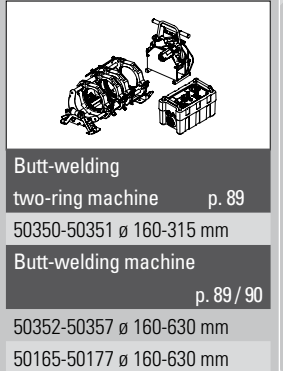 Butt-welding
two-ring machine p. 89
50350-50351 ø 160-315 mm
Butt-welding machine
p. 89 / 90
50352-50357 ø 160-630 mm
50165-50177 ø 160-630 mm